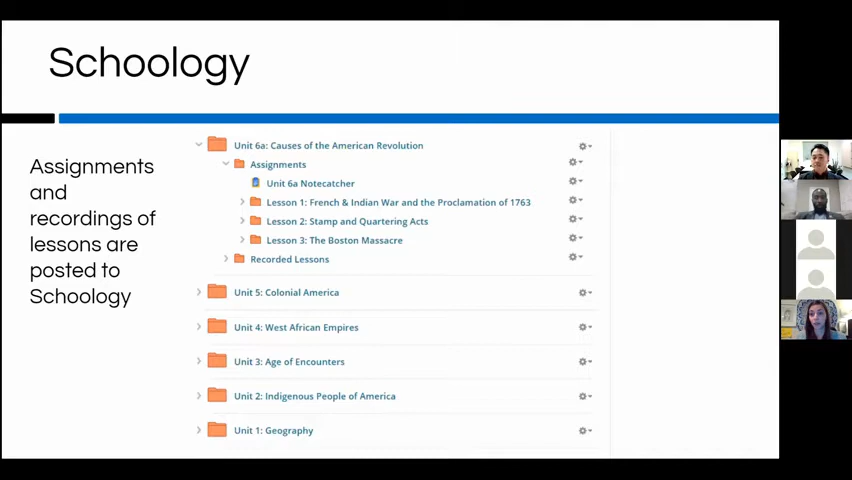 Schoology
Assignments
and
recordings of
lessons are
posted to
Schoology
Unit 6a: Causes of the American Revolution
Assignments
Unit 6a Notecatcher
Lesson 1: French & Indian War and the Proclamation of 1763
Lesson 2: Stamp and Quartering Acts
Lesson 3: The Boston Massacre
Recorded Lessons
Unit 5: Colonial America
Unit 4: West African Empires
Unit 3: Age of Encounters
Unit 2: Indigenous People of America
Unit 1: Geography